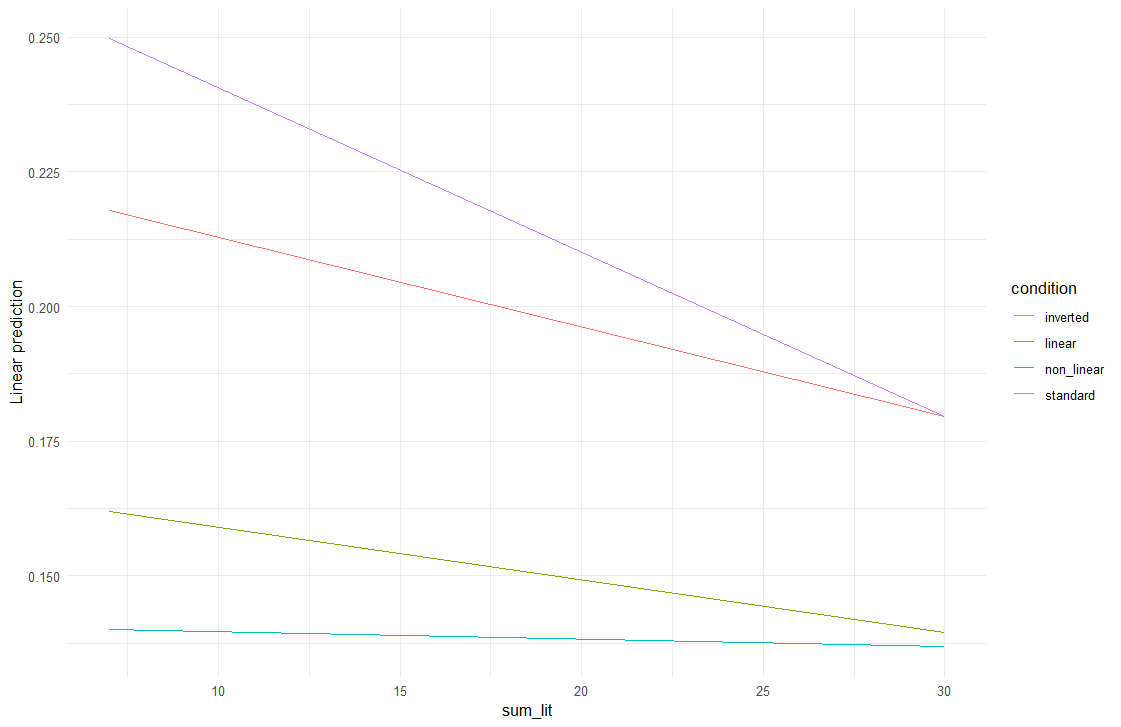 0.250
0.225
0.200
0.175
0.150
Linear prediction
10 15 20 25 30
sum_lit
condition
inverted
linear
non_linear
standard